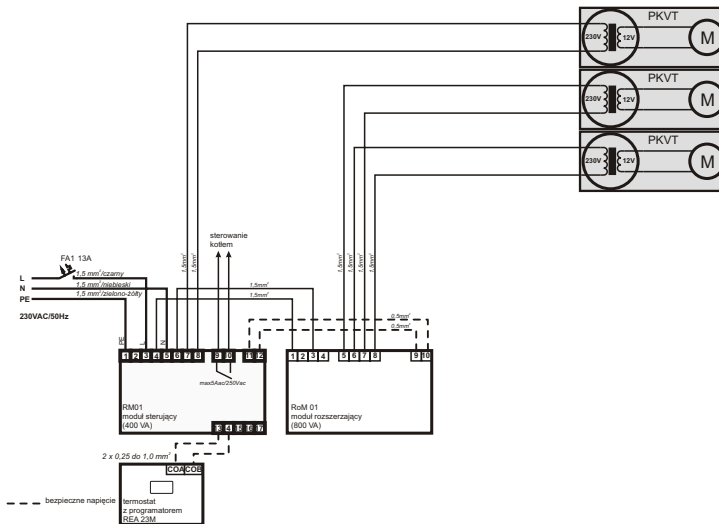 PKVT
230V 12V M
PKVT
230V 12V M
PKVT
230V 12V M
sterowanie
kotłem
FA1 13A
L
N
PE
230VAC/50Hz
1,5 mm²/czarny
1,5 mm²/niebieski
1,5 mm²/zielono-żółty
1,5mm²
1,5mm²
1,5mm²
1,5mm²
1,5mm²
1,5mm²
1,5mm²
1,5mm²
0,5mm²
0,5mm²
PE L N
1 2 3 4 5 6 7 8 9 10 11 12
max5Aac/250Vac
RM01
moduł sterujący
(400 VA)
13 14 15 16 17
1 2 3 4 5 6 7 8 9 10
RoM 01
moduł rozszerzający
(800 VA)
2 x 0,25 do 1,0 mm²
COA COB
termostat
z programatorem
REA 23M
bezpieczne napięcie